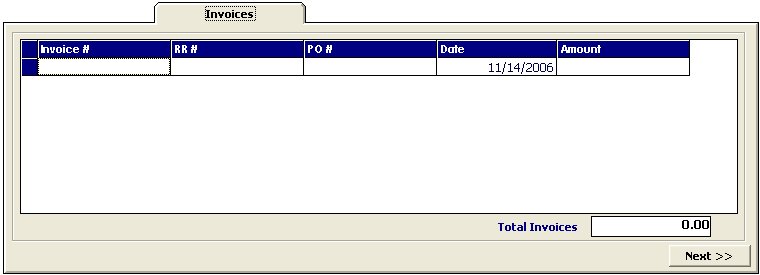 Invoices
Invoice # RR # PO # Date Amount
11/14/2006
Total Invoices 0.00
Next >>